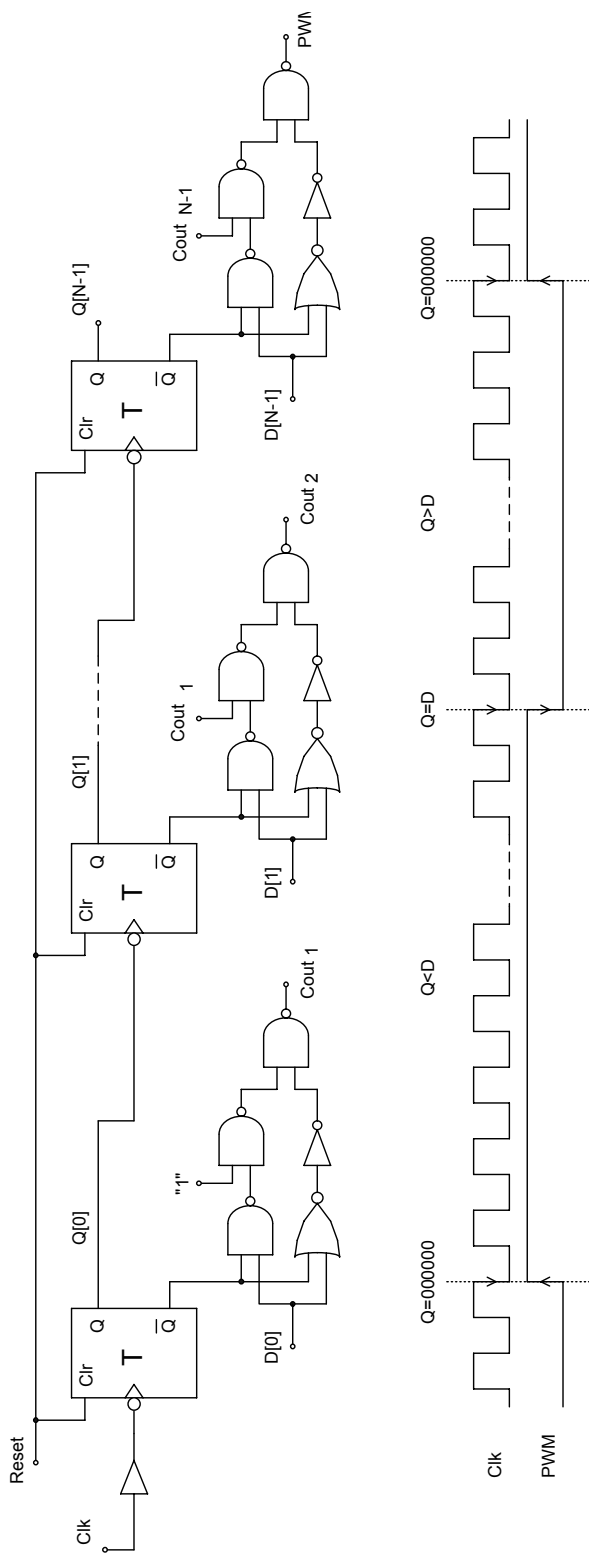 Reset
Clk
Clr
Q
T
Q̅
Q[0]
"1"
D[0]
Cout 1
Clr
Q
T
Q̅
Q[1]
Cout 1
D[1]
Cout 2
Clr
Q
T
Q̅
Q[N-1]
Cout N-1
D[N-1]
Q=000000
Q<D
Q=D
Q>D
Q=000000
Clk
PWM